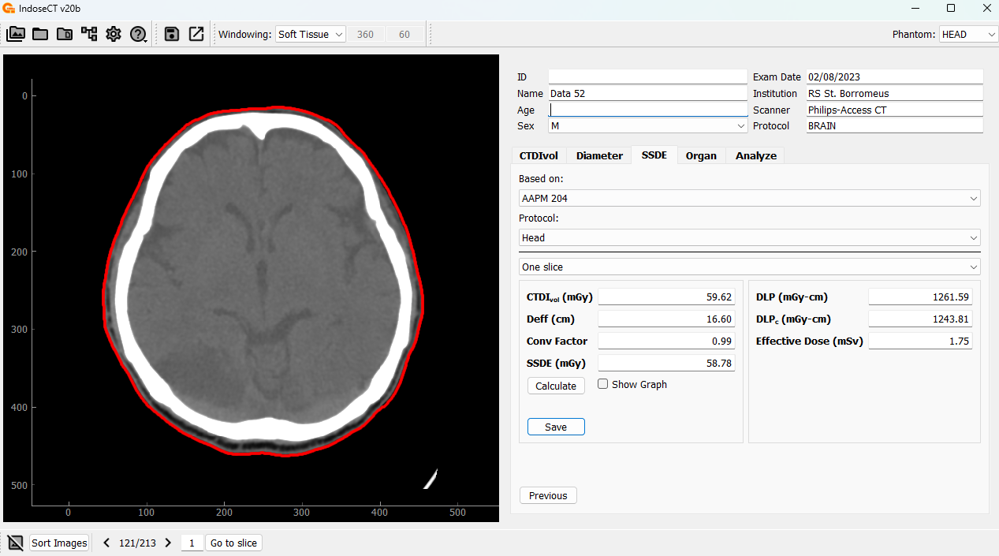 IndoseCT v20b
Windowing: Soft Tissue 360 60 Phantom: HEAD
ID Exam Date 02/08/2023
Name Data 52 Institution RS St. Borromeus
Age Scanner Philips-Access CT
Sex M Protocol BRAIN
CTDIvol Diameter SSDE Organ Analyze
Based on:
AAPM 204
Protocol:
Head
One slice
CTDIvol (mGy) 59.62 DLP (mGy-cm) 1261.59
Deff (cm) 16.60 DLPc (mGy-cm) 1243.81
Conv Factor 0.99 Effective Dose (mSv) 1.75
SSDE (mGy) 58.78
Calculate Show Graph
Save
Previous
0
100
200
300
400
500
0 100 200 300 400 500
Sort Images 121/213 1 Go to slice